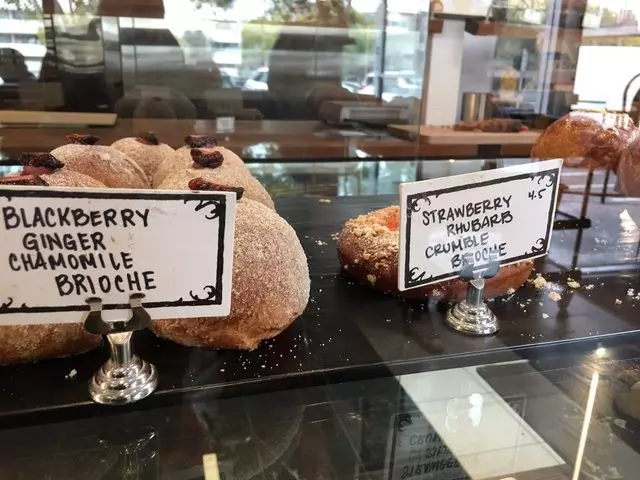 BLACKBERRY
GINGER
CHAMOMILE
BRIOCHE
STRAWBERRY 4.5
RHUBARB
CRUMBLE
BRIOCHE